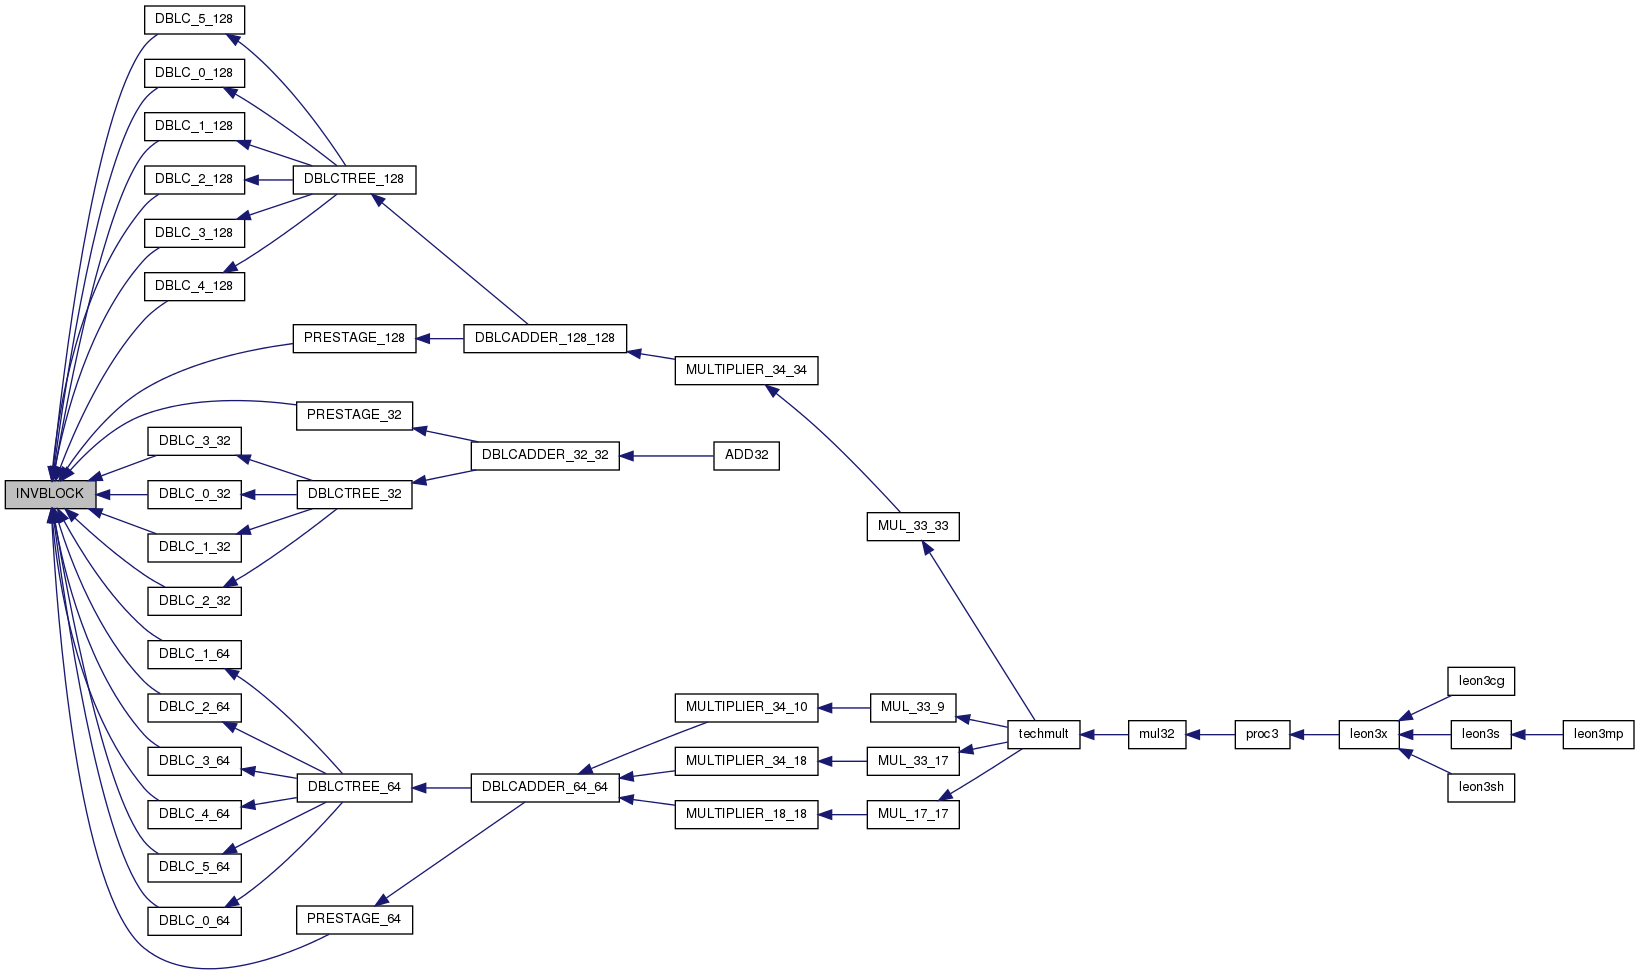 DBLC_5_128
DBLC_0_128
DBLC_1_128
DBLC_2_128
DBLCTREE_128
DBLC_3_128
DBLC_4_128
PRESTAGE_128
DBLCADDER_128_128
MULTIPLIER_34_34
PRESTAGE_32
DBLC_3_32
DBLCADDER_32_32
ADD32
INVBLOCK
DBLC_0_32
DBLCTREE_32
MUL_33_33
DBLC_1_32
DBLC_2_32
DBLC_1_64
leon3cg
DBLC_2_64
MULTIPLIER_34_10
MUL_33_9
techmult
mul32
proc3
leon3x
leon3s
leon3mp
DBLC_3_64
MULTIPLIER_34_18
MUL_33_17
DBLCTREE_64
DBLCADDER_64_64
leon3sh
DBLC_4_64
MULTIPLIER_18_18
MUL_17_17
DBLC_5_64
DBLC_0_64
PRESTAGE_64